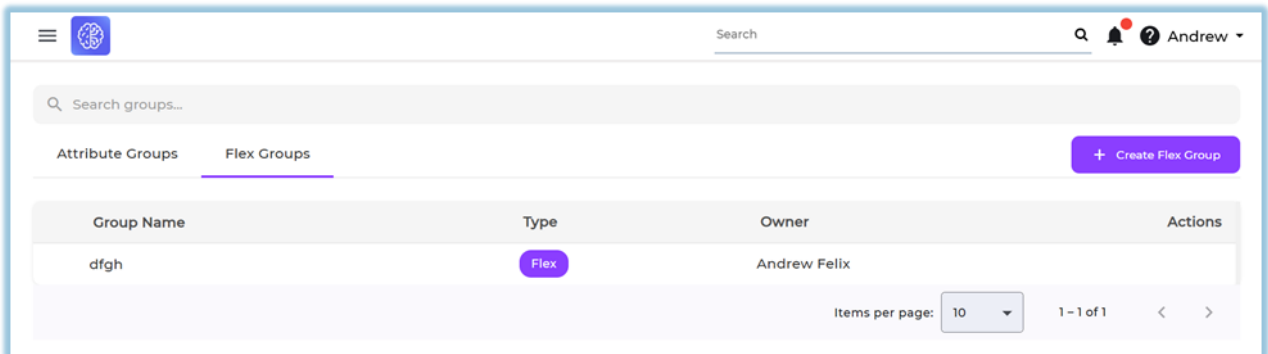 Search
Andrew
Search groups...
Attribute Groups Flex Groups + Create Flex Group
Group Name Type Owner Actions
dfgh Flex Andrew Felix
Items per page: 10 1 – 1 of 1